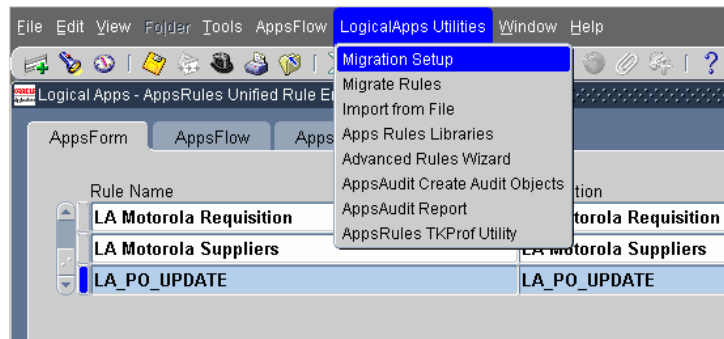 File Edit View Folder Tools AppsFlow LogicalApps Utilities Window Help
Migration Setup
Migrate Rules
Import from File
Apps Rules Libraries
Advanced Rules Wizard
AppsAudit Create Audit Objects
AppsAudit Report
AppsRules TKProf Utility
Logical Apps - AppsRules Unified Rule En
AppsForm AppsFlow Apps
Rule Name tion
LA Motorola Requisition torola Requisition
LA Motorola Suppliers LA Motorola Suppliers
LA_PO_UPDATE LA_PO_UPDATE